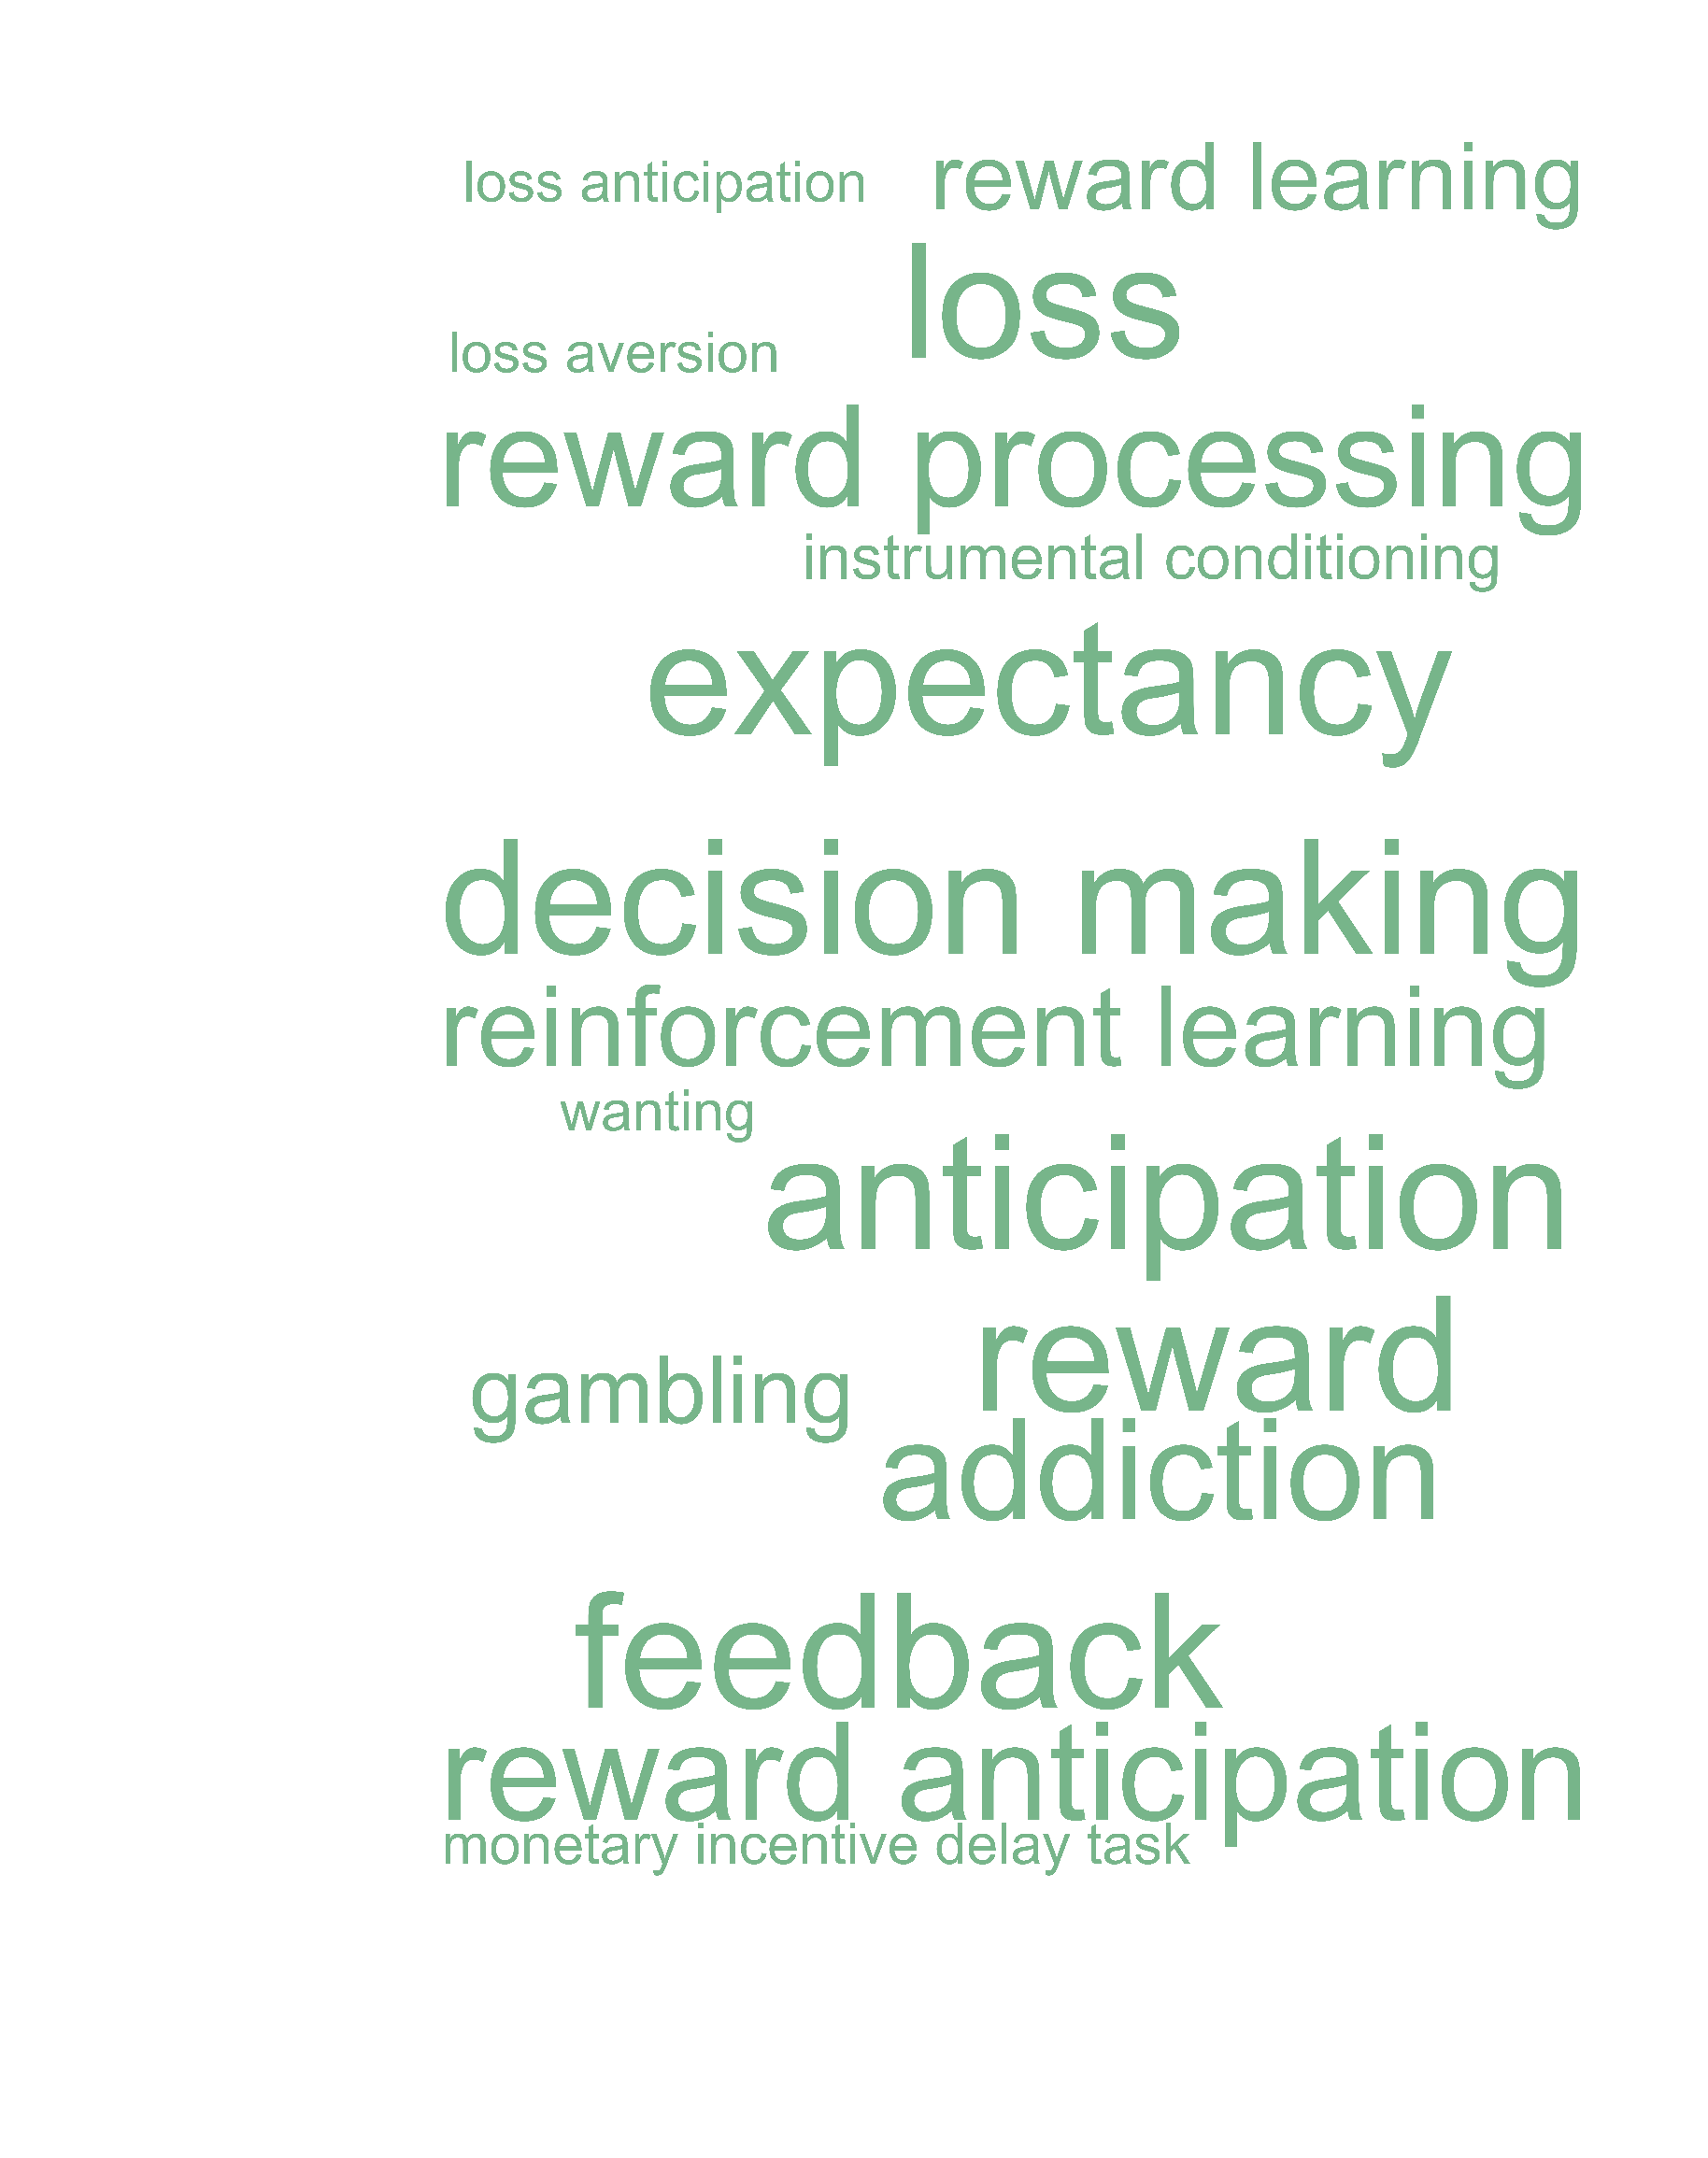 loss anticipation
reward learning
loss
loss aversion
reward processing
instrumental conditioning
expectancy
decision making
reinforcement learning
wanting
anticipation
reward
gambling
addiction
feedback
reward anticipation
monetary incentive delay task